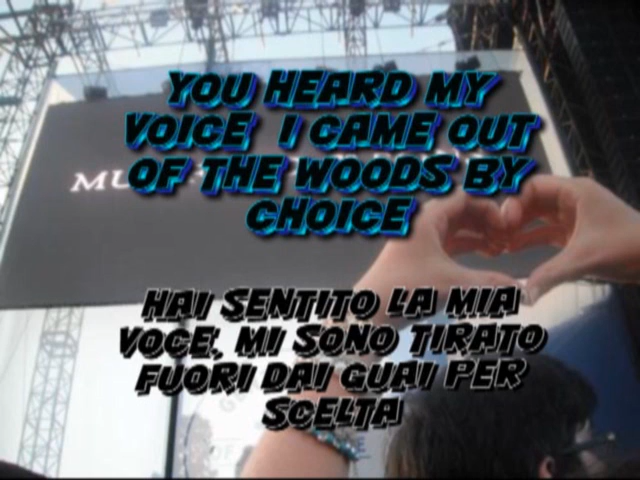 YOU HEARD MY
VOICE I CAME OUT
OF THE WOODS BY
CHOICE
MU
HAI SENTITO LA MIA
VOCE, MI SONO TIRATO
FUORI DAI GUAI PER
SCELTA